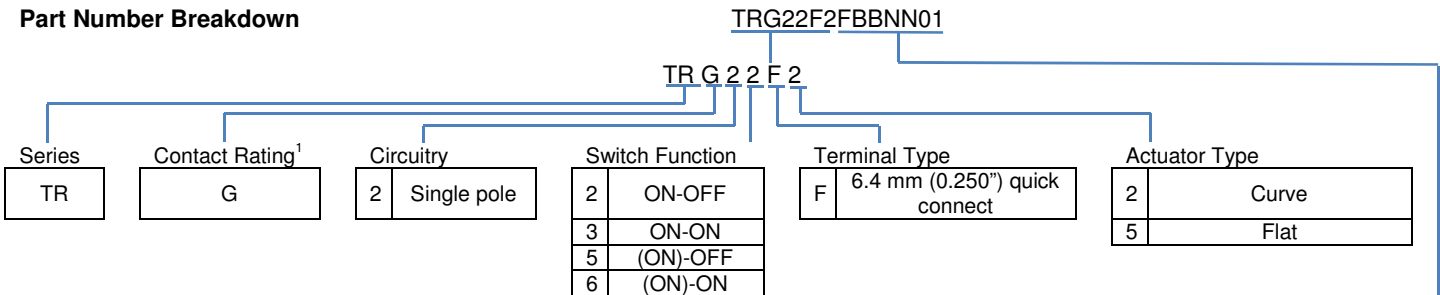 Part Number Breakdown
TRG22F2FBBNN01
TR G 2 2 F 2
Series
TR
Contact Rating¹
G
Circuitry
2 Single pole
Switch Function
2 ON-OFF
3 ON-ON
5 (ON)-OFF
6 (ON)-ON
Terminal Type
F 6.4 mm (0.250”) quick
connect
Actuator Type
2 Curve
5 Flat